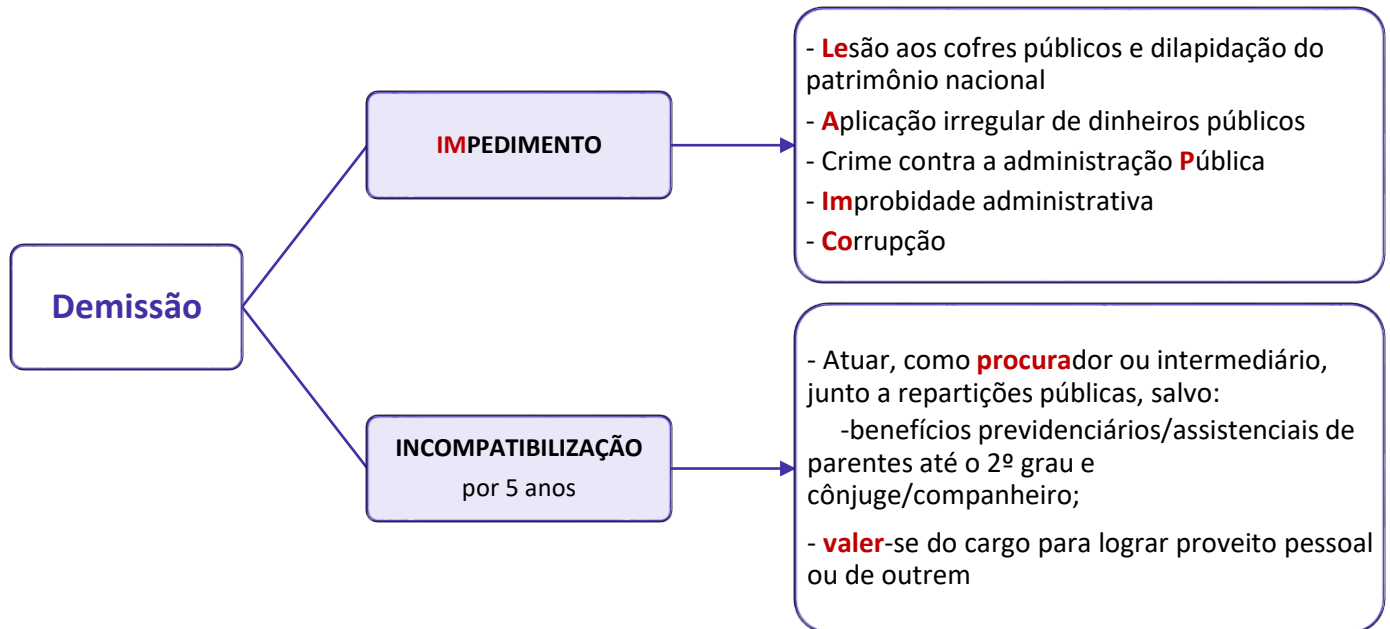 Demissão
IMPEDIMENTO
- Lesão aos cofres públicos e dilapidação do
patrimônio nacional
- Aplicação irregular de dinheiros públicos
- Crime contra a administração Pública
- Improbidade administrativa
- Corrupção
INCOMPATIBILIZAÇÃO
por 5 anos
- Atuar, como procurador ou intermediário,
junto a repartições públicas, salvo:
-benefícios previdenciários/assistenciais de
parentes até o 2º grau e
cônjuge/companheiro;
- valer-se do cargo para lograr proveito pessoal
ou de outrem